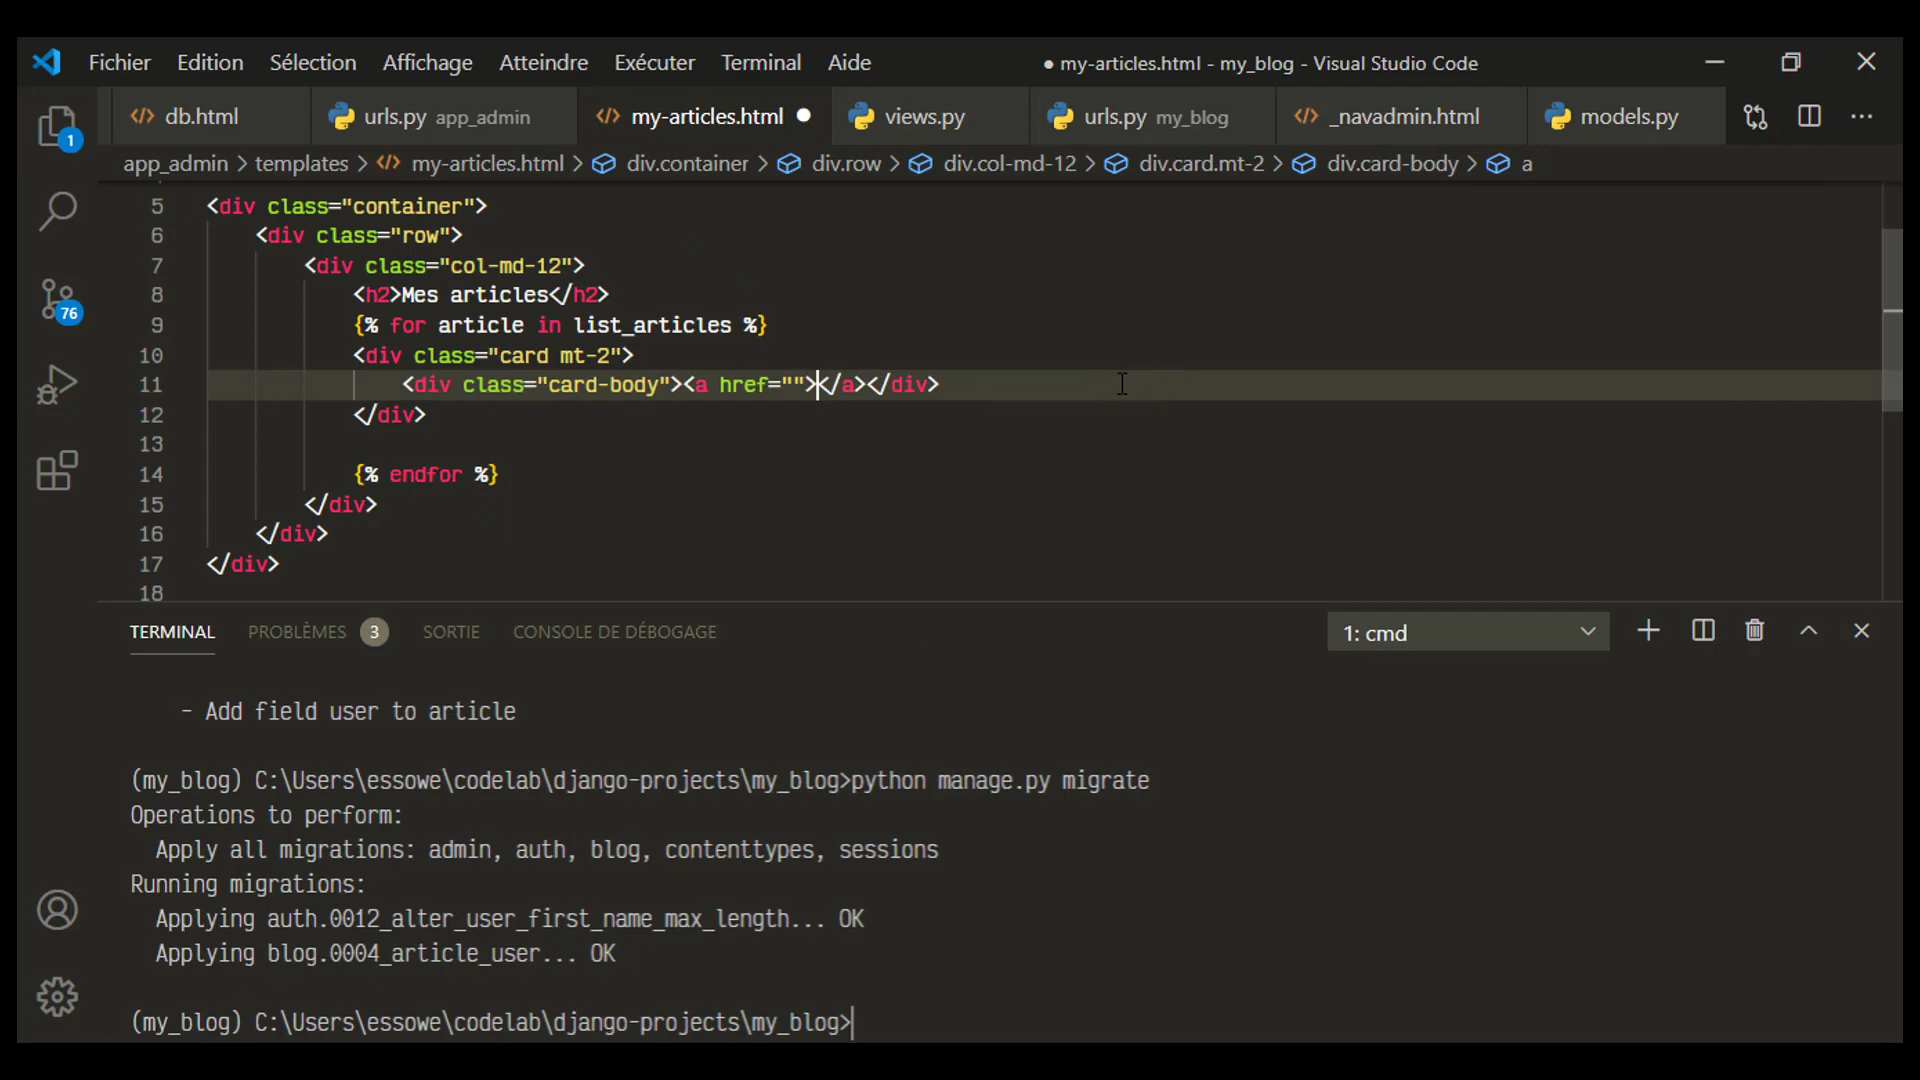 Fichier Edition Sélection Affichage Atteindre Exécuter Terminal Aide ● my-articles.html - my_blog - Visual Studio Code
db.html urls.py app_admin my-articles.html views.py urls.py my_blog _navadmin.html models.py
app_admin > templates > my-articles.html > div.container > div.row > div.col-md-12 > div.card.mt-2 > div.card-body > a
1
76
5 <div class="container">
6 <div class="row">
7 <div class="col-md-12">
8 <h2>Mes articles</h2>
9 {% for article in list_articles %}
10 <div class="card mt-2">
11 <div class="card-body"><a href=""></a></div>
12 </div>
13
14 {% endfor %}
15 </div>
16 </div>
17 </div>
18
TERMINAL PROBLÈMES 3 SORTIE CONSOLE DE DÉBOGAGE 1: cmd
- Add field user to article
(my_blog) C:\Users\essowe\codelab\django-projects\my_blog>python manage.py migrate
Operations to perform:
Apply all migrations: admin, auth, blog, contenttypes, sessions
Running migrations:
Applying auth.0012_alter_user_first_name_max_length... OK
Applying blog.0004_article_user... OK
(my_blog) C:\Users\essowe\codelab\django-projects\my_blog>